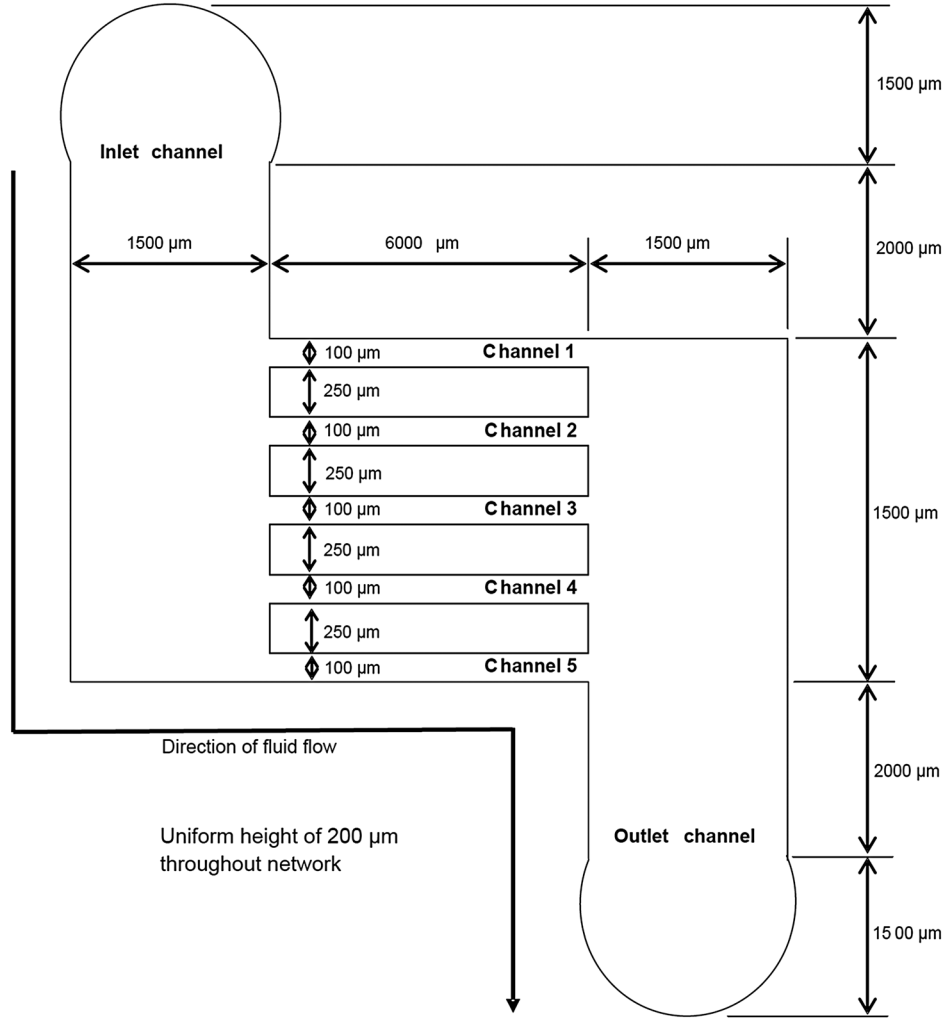 1500 µm
Inlet channel
2000 µm
1500 µm
6000 µm
1500 µm
100 µm
Channel 1
250 µm
100 µm
Channel 2
250 µm
100 µm
Channel 3
1500 µm
250 µm
100 µm
Channel 4
250 µm
100 µm
Channel 5
Direction of fluid flow
2000 µm
Uniform height of 200 µm
throughout network
Outlet channel
15 00 µm